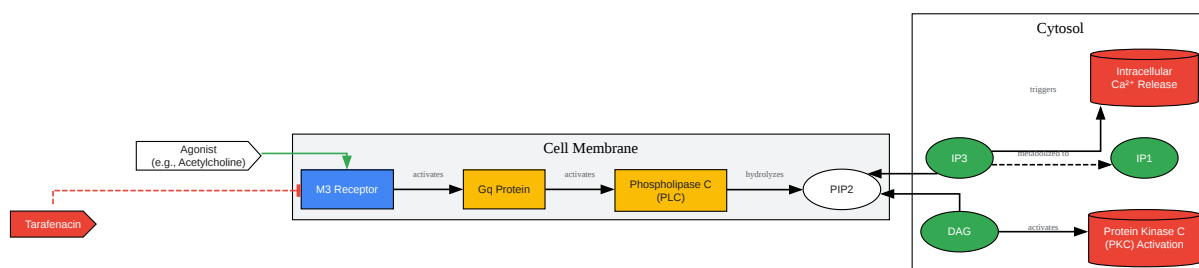 Cytosol
Intracellular
Ca²⁺ Release
triggers
Agonist
(e.g., Acetylcholine)
Cell Membrane
IP3
metabolized to
IP1
M3 Receptor
activates
Gq Protein
activates
Phospholipase C
(PLC)
hydrolyzes
PIP2
Tarafenacin
DAG
activates
Protein Kinase C
(PKC) Activation